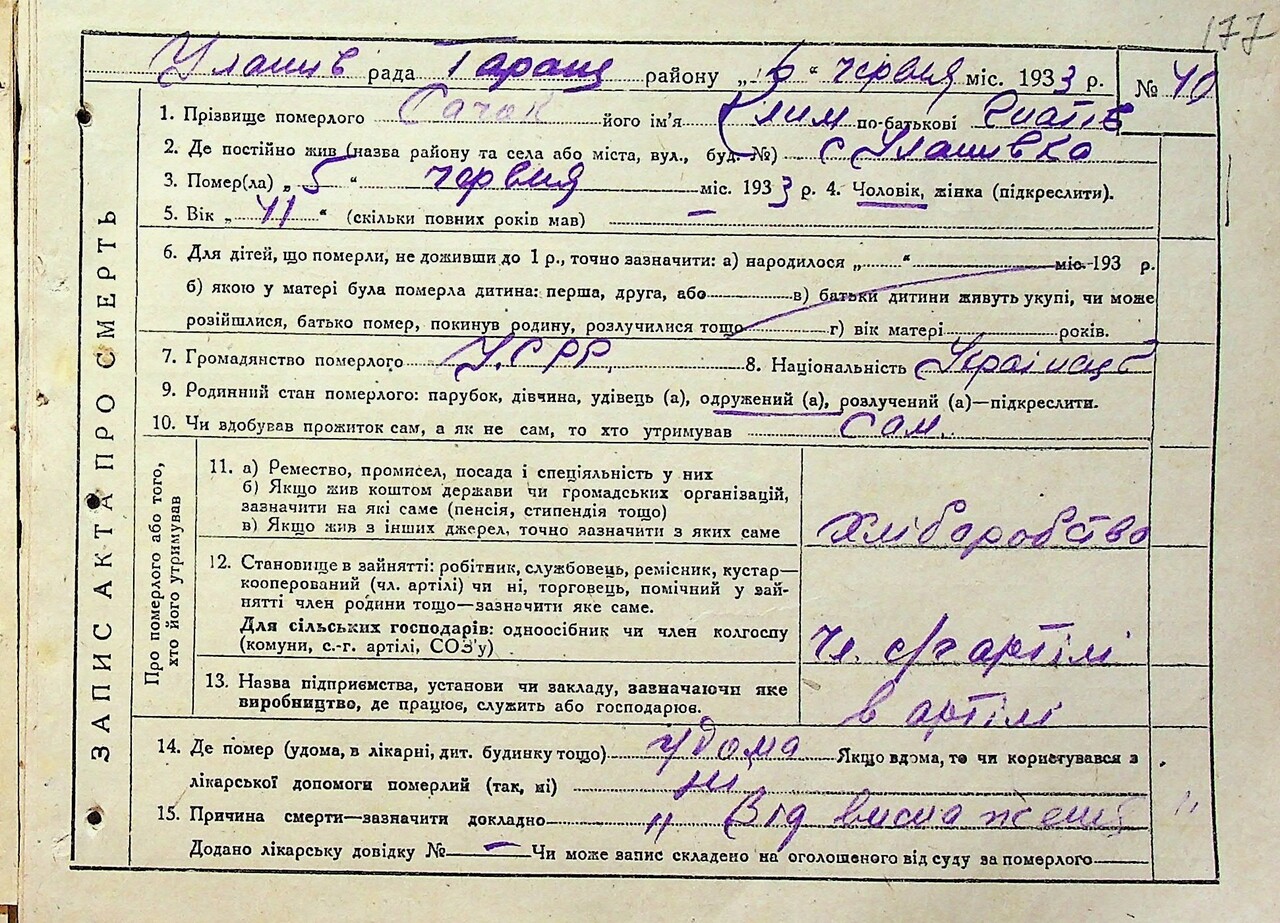 177
Улашив рада Таращ району „6“ червня міс. 1933 р. № 40
1. Прізвище померлого Сачок його ім'я Клим по-батькові
2. Де постійно жив (назва району та села або міста, вул., буд. №) с Улашивка
3. Помер(ла) „5“ червня міс. 1933 р. 4. Чоловік, жінка (підкреслити).
5. Вік „41“ (скільки повних років мав) —
6. Для дітей, що померли, не доживши до 1 р., точно зазначити: а) народилося „ “ міс. 193 р.
б) якою у матері була померла дитина: перша, друга, або в) батьки дитини живуть укупі, чи може
розійшлися, батько помер, покинув родину, розлучилися тощо г) вік матері років.
7. Громадянство померлого УСРР. 8. Національність Українець
9. Родинний стан померлого: парубок, дівчина, удівець (а), одружений (а), розлучений (а)—підкреслити.
10. Чи вдобував прожиток сам, а як не сам, то хто утримував Сам.
11. а) Ремество, промисел, посада і спеціяльність у них
б) Якщо жив коштом держави чи громадських організацій,
зазначити на які саме (пенсія, стипендія тощо)
в) Якщо жив з інших джерел, точно зазначити з яких саме
Хлібаробство
12. Становище в зайнятті: робітник, службовець, ремісник, кустар—
кооперований (чл. артілі) чи ні, торговець, помічний у зай-
нятті член родини тощо—зазначити яке саме.
Для сільських господарів: одноосібник чи член колгоспу
(комуни, с.-г. артілі, СОЗ'у)
Чл. с/г артілі
13. Назва підприємства, установи чи закладу, зазначаючи яке
виробництво, де працює, служить або господарює.
в артілі
14. Де помер (удома, в лікарні, дит. будинку тощо) удома Якщо вдома, то чи користувався з
лікарської допомоги померлий (так, ні) ні
15. Причина смерти—зазначити докладно „ Від висна жения "
Додано лікарську довідку № — Чи може запис складено на оголошеного від суду за померлого
ЗАПИС АКТА ПРО СМЕРТЬ
Про померлого або того,
хто його утримував